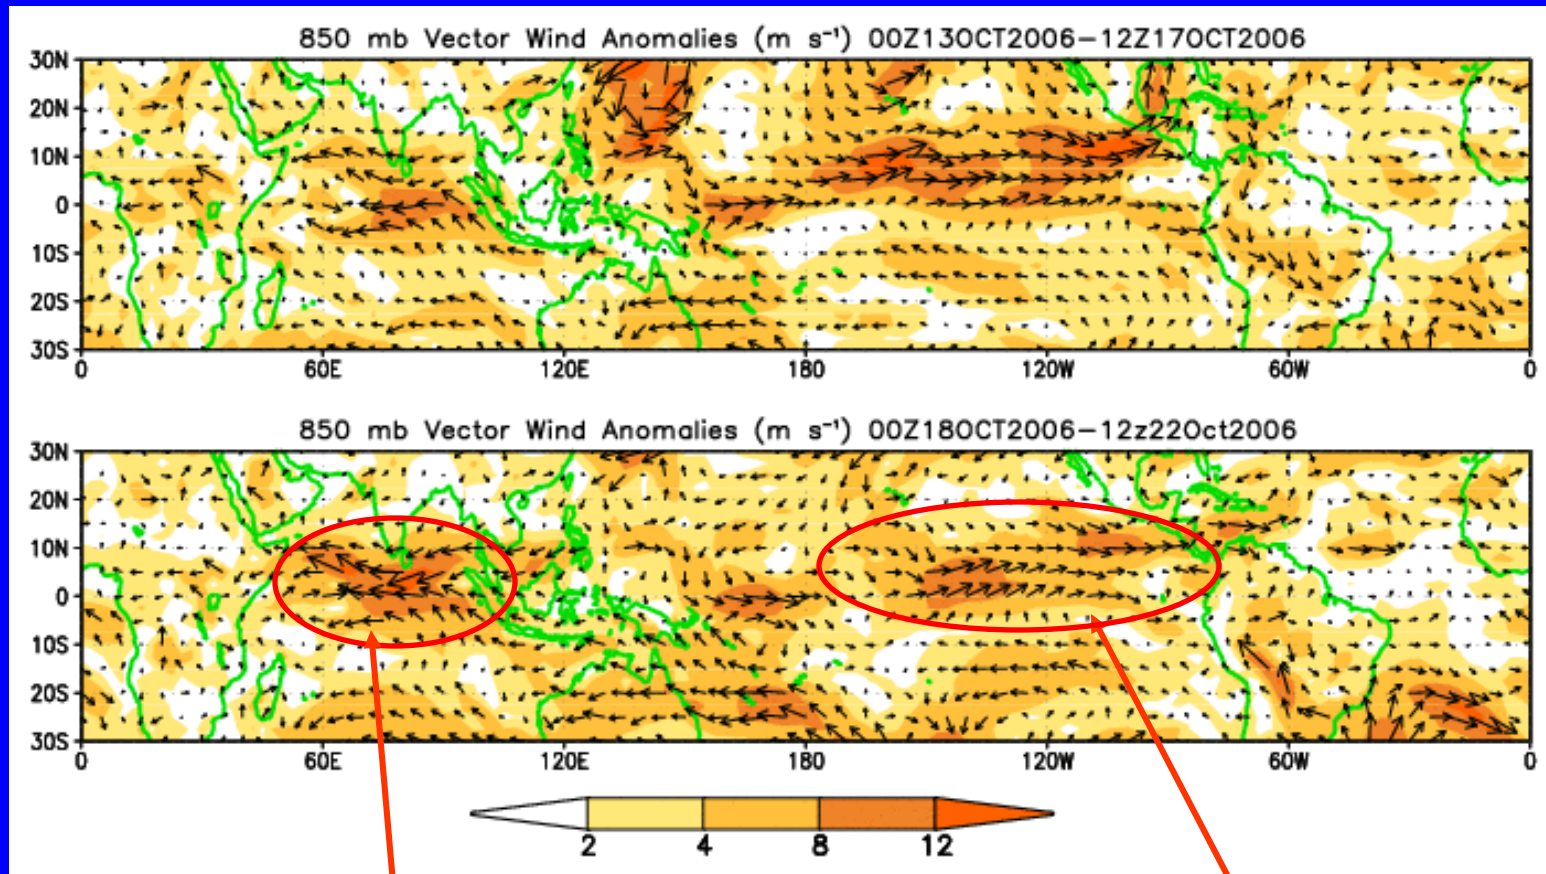 850 mb Vector Wind Anomalies (m s⁻¹) 00Z13OCT2006–12Z17OCT2006
30N
20N
10N
0
10S
20S
30S
0 60E 120E 180 120W 60W 0
850 mb Vector Wind Anomalies (m s⁻¹) 00Z18OCT2006–12z22Oct2006
30N
20N
10N
0
10S
20S
30S
0 60E 120E 180 120W 60W 0
2 4 8 12